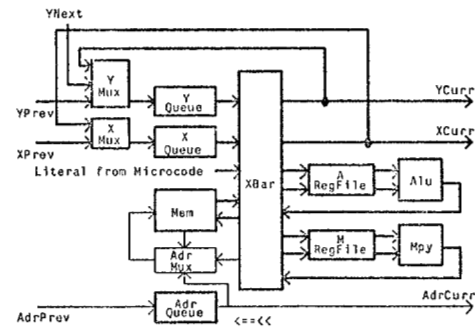 YNext
Y
Mux
Y
Queue
YCurr
YPrev
X
Mux
X
Queue
XCurr
XPrev
Literal from Microcode
XBar
A
RegFile
Alu
Mem
M
RegFile
Mpy
Adr
Mux
AdrCurr
Adr
Queue
AdrPrev
<==<<